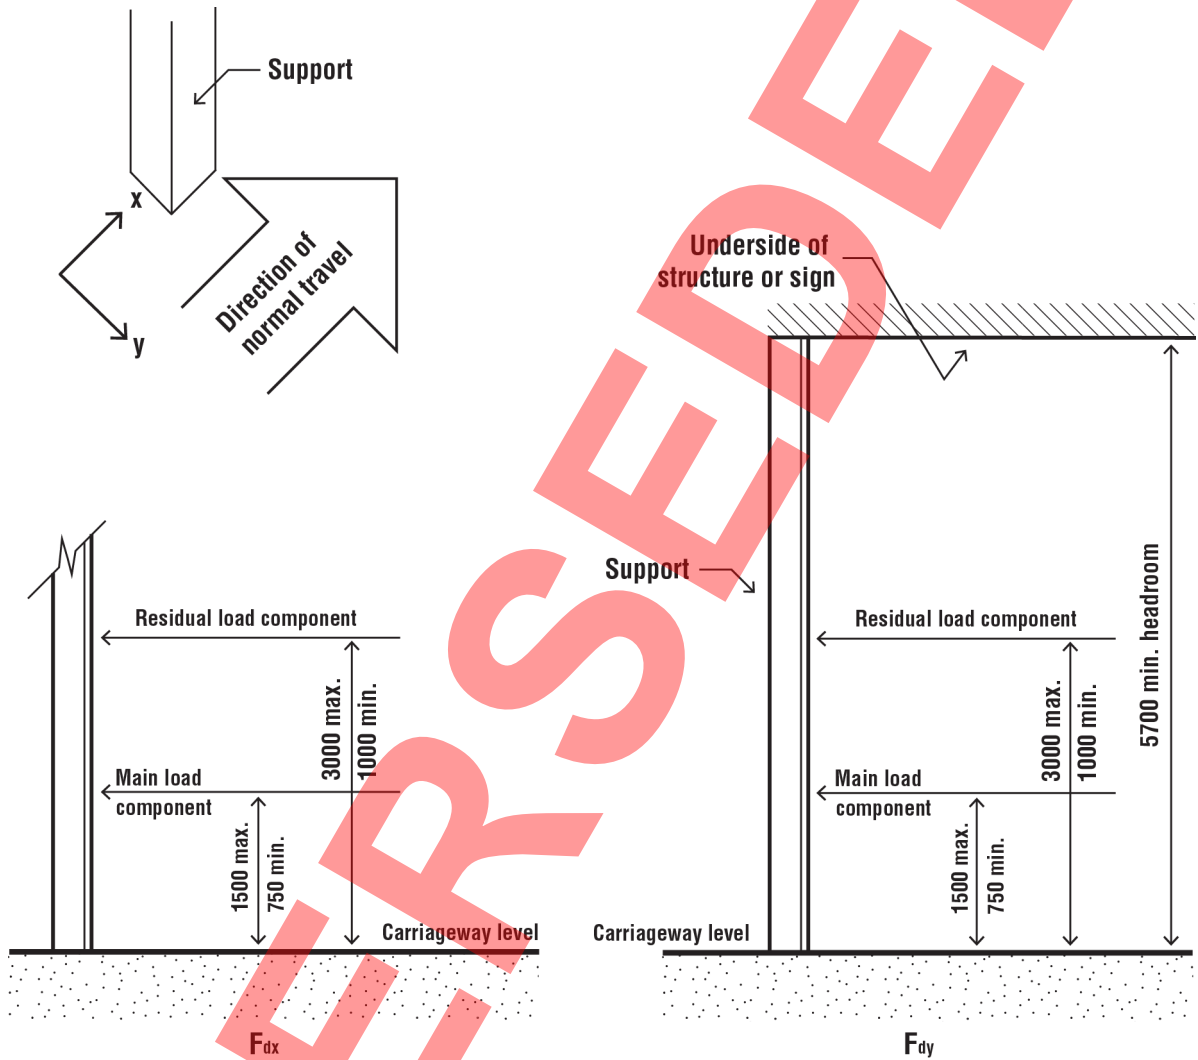 Support
x
y
Direction of
normal travel
Underside of
structure or sign
Support
5700 min. headroom
Residual load component
3000 max.
1000 min.
Main load
component
1500 max.
750 min.
Carriageway level
Fdx
Residual load component
3000 max.
1000 min.
Main load
component
1500 max.
750 min.
Carriageway level
Fdy
ERSEDE